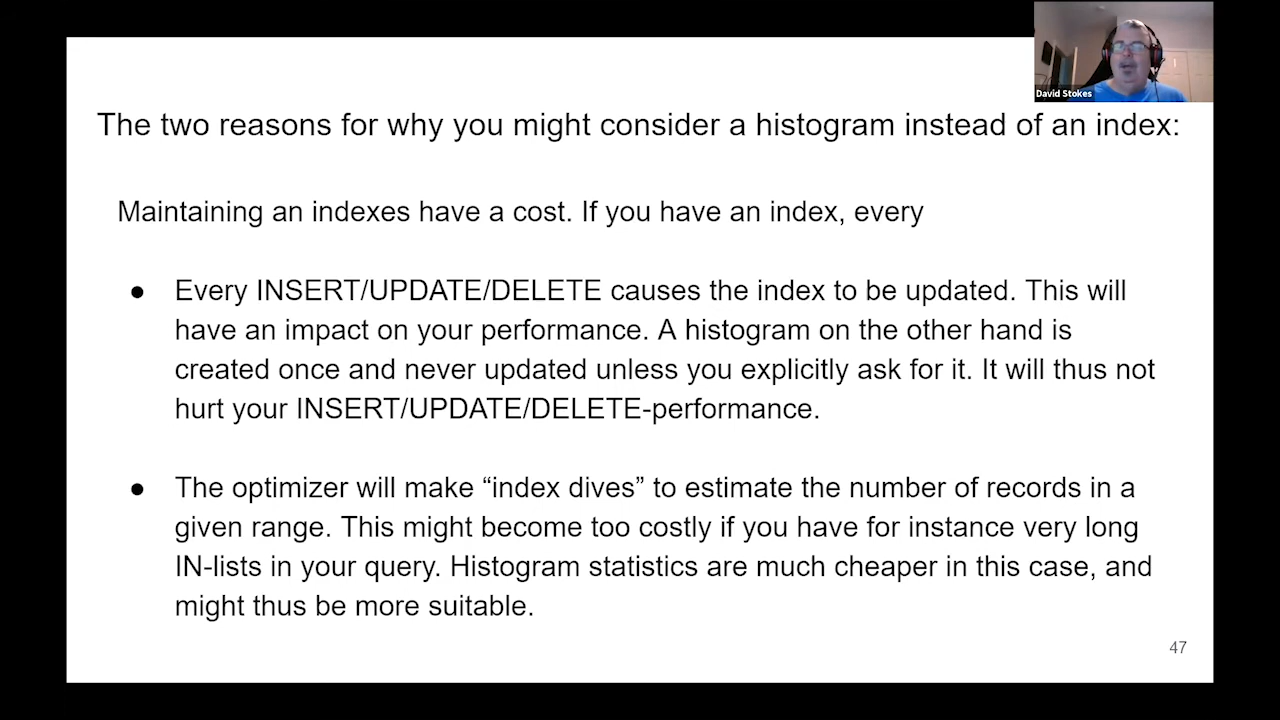 David Stokes
The two reasons for why you might consider a histogram instead of an index:
Maintaining an indexes have a cost. If you have an index, every
● Every INSERT/UPDATE/DELETE causes the index to be updated. This will
have an impact on your performance. A histogram on the other hand is
created once and never updated unless you explicitly ask for it. It will thus not
hurt your INSERT/UPDATE/DELETE-performance.
● The optimizer will make “index dives” to estimate the number of records in a
given range. This might become too costly if you have for instance very long
IN-lists in your query. Histogram statistics are much cheaper in this case, and
might thus be more suitable.
47